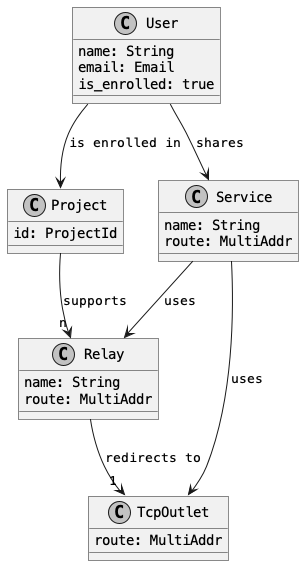 C User
name: String
email: Email
is_enrolled: true
is enrolled in
shares
C Project
id: ProjectId
C Service
name: String
route: MultiAddr
supports
n
uses
C Relay
name: String
route: MultiAddr
uses
redirects to
1
C TcpOutlet
route: MultiAddr